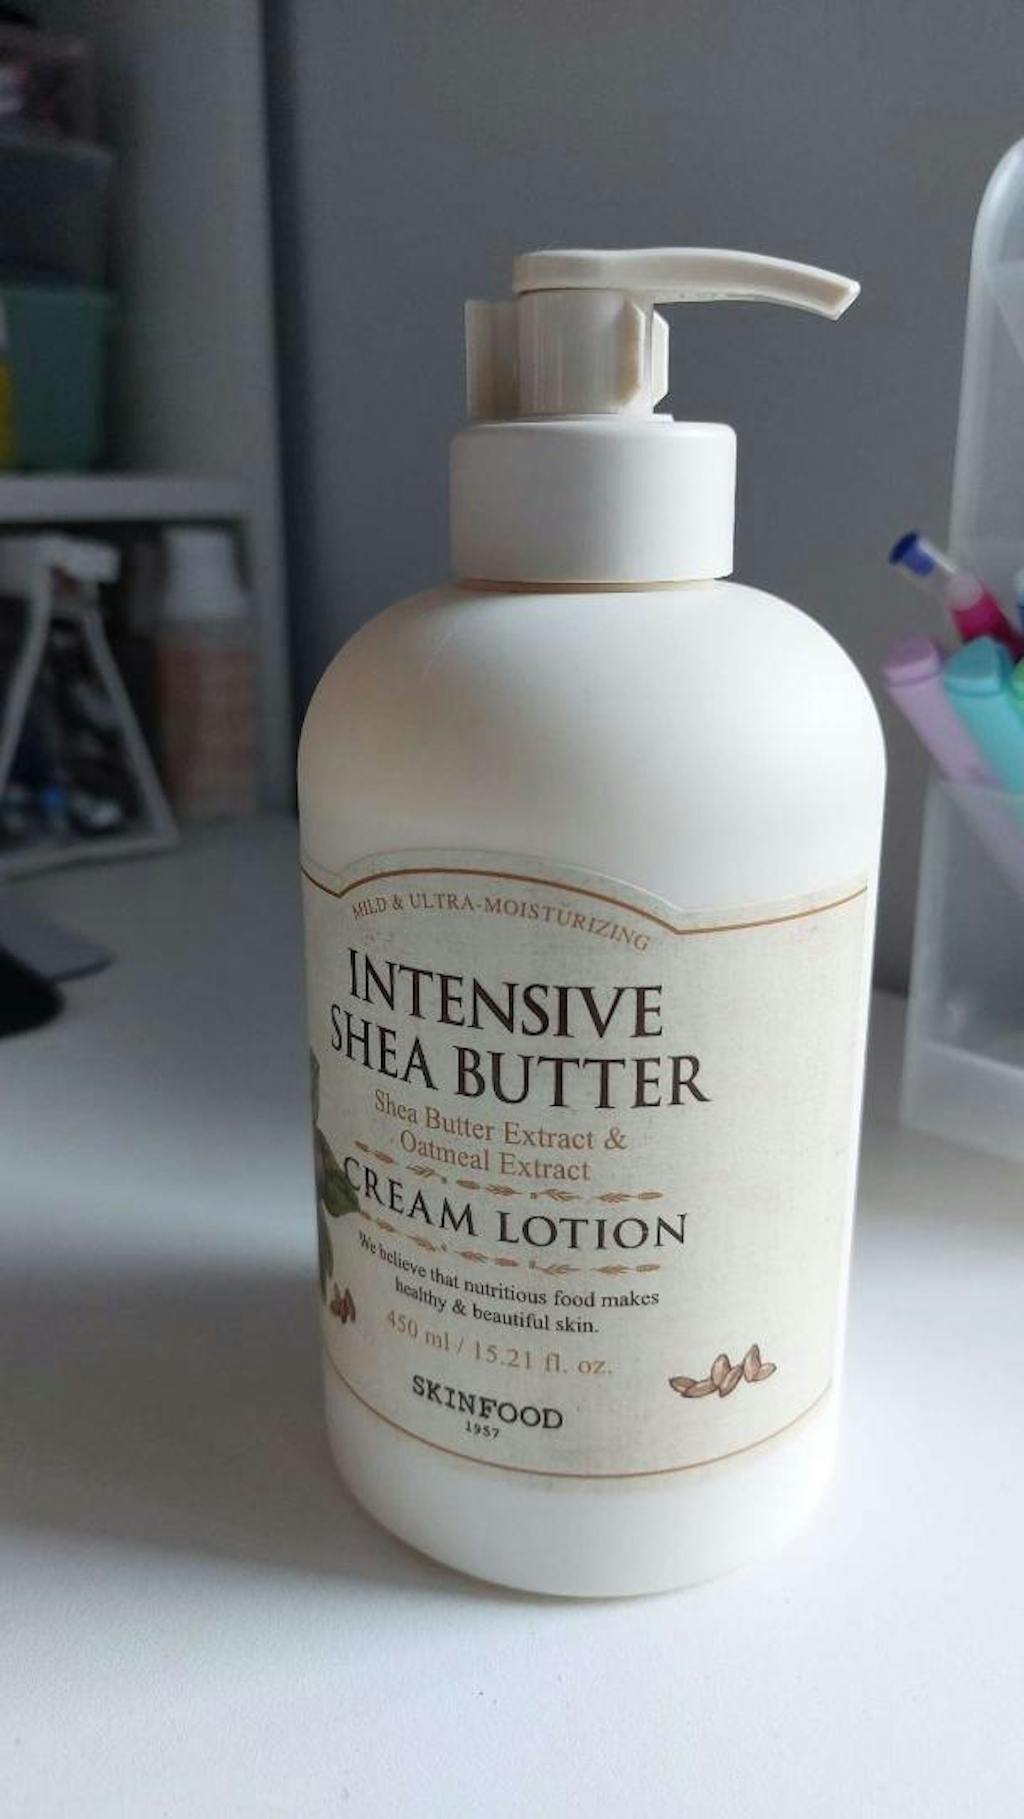 MILD & ULTRA-MOISTURIZING
INTENSIVE
SHEA BUTTER
Shea Butter Extract &
Oatmeal Extract
CREAM LOTION
We believe that nutritious food makes
healthy & beautiful skin.
450 ml / 15.21 fl. oz.
SKINFOOD
1957